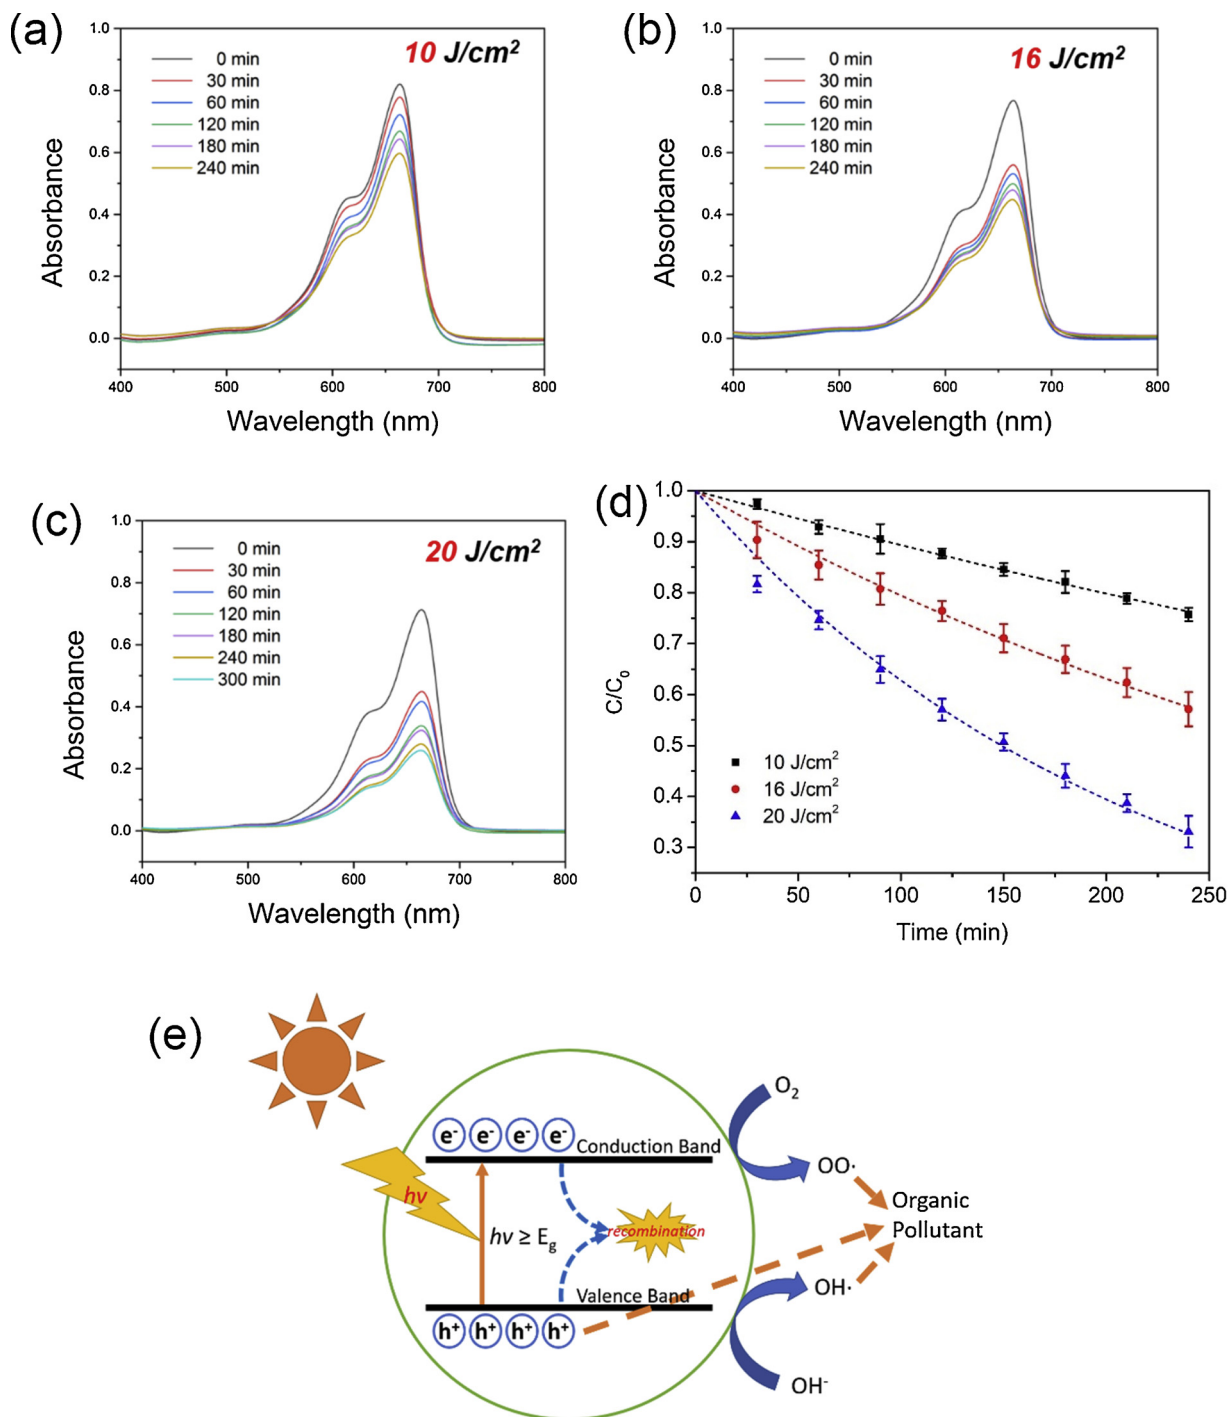 (a)
10 J/cm²
1.0
0.8
0.6
0.4
0.2
0.0
Absorbance
0 min
30 min
60 min
120 min
180 min
240 min
400
500
600
700
800
Wavelength (nm)
(b)
16 J/cm²
1.0
0.8
0.6
0.4
0.2
0.0
Absorbance
0 min
30 min
60 min
120 min
180 min
240 min
400
500
600
700
800
Wavelength (nm)
(c)
20 J/cm²
1.0
0.8
0.6
0.4
0.2
0.0
Absorbance
0 min
30 min
60 min
120 min
180 min
240 min
300 min
400
500
600
700
800
Wavelength (nm)
(d)
1.0
0.9
0.8
0.7
0.6
0.5
0.4
0.3
C/C₀
10 J/cm²
16 J/cm²
20 J/cm²
0
50
100
150
200
250
Time (min)
(e)
hν
e⁻ e⁻ e⁻ e⁻
Conduction Band
hν ≥ E_g
recombination
Valence Band
h⁺ h⁺ h⁺ h⁺
O₂
OO·
Organic
Pollutant
OH·
OH⁻